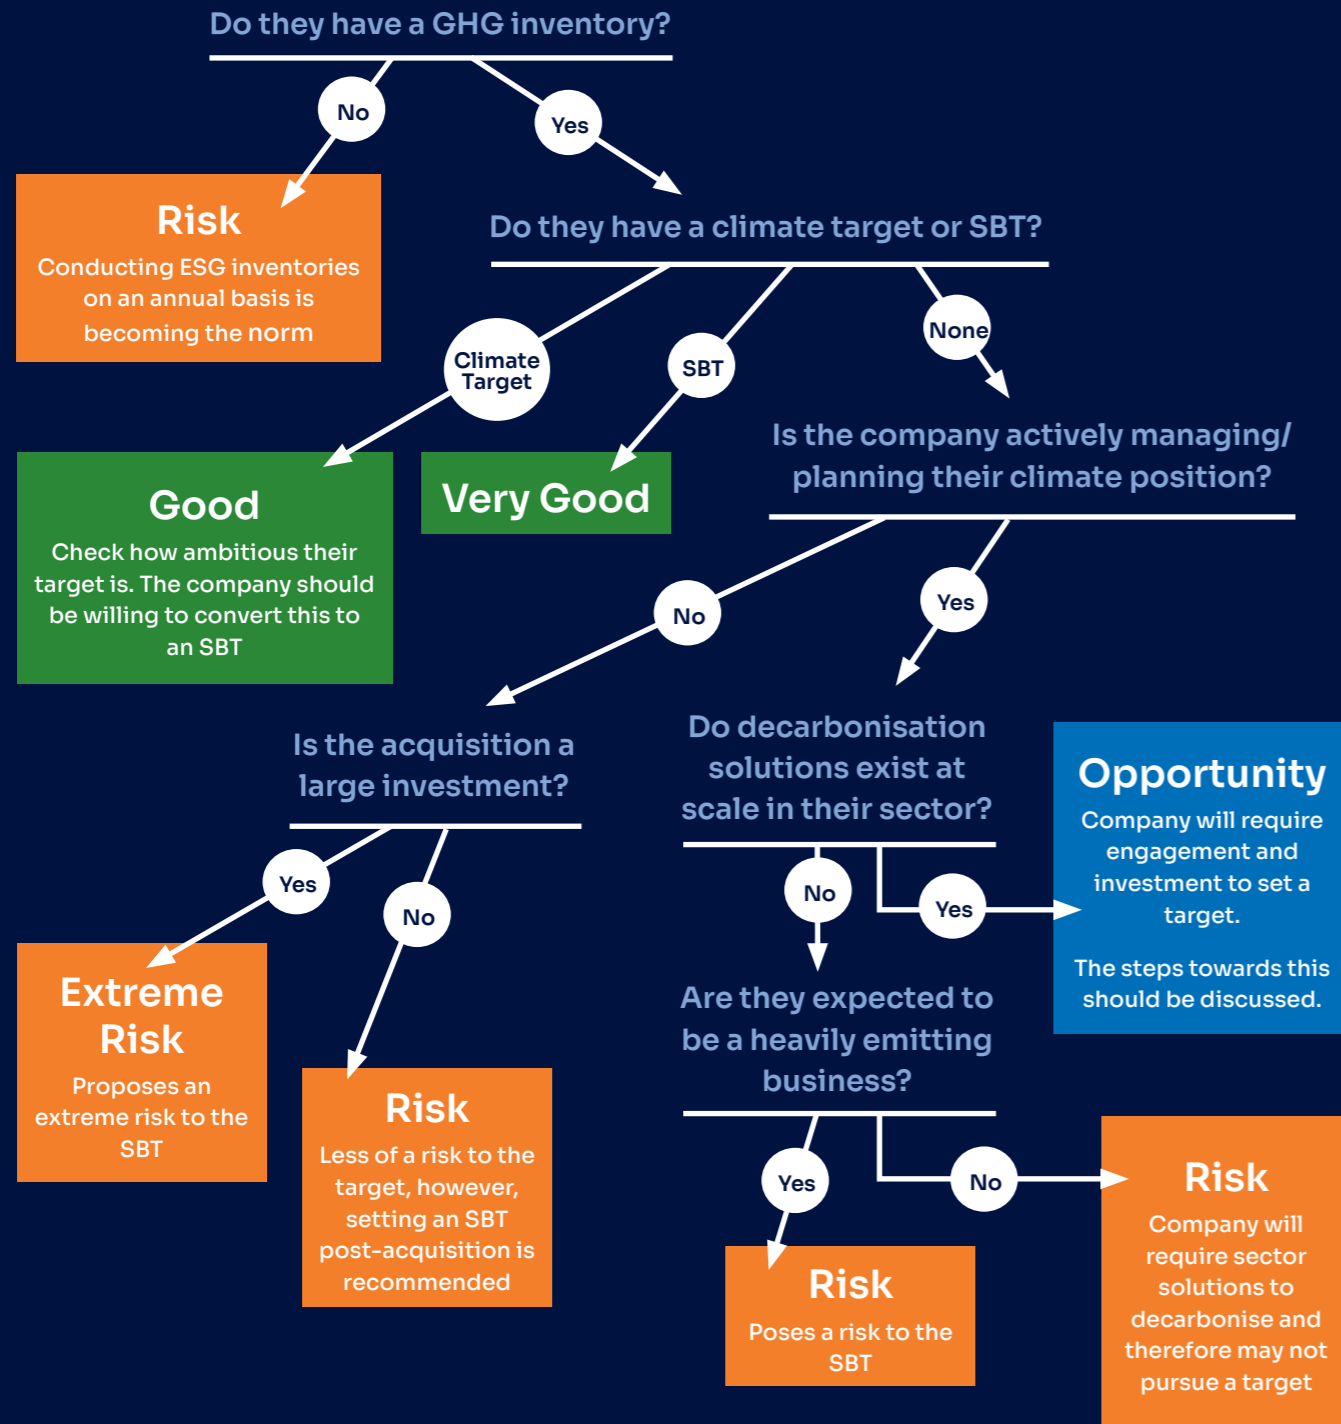 Do they have a GHG inventory?
No
Yes
Risk
Conducting ESG inventories
on an annual basis is
becoming the norm
Do they have a climate target or SBT?
Climate
Target
SBT
None
Good
Check how ambitious their
target is. The company should
be willing to convert this to
an SBT
Very Good
Is the company actively managing/
planning their climate position?
No
Yes
Is the acquisition a
large investment?
Yes
No
Extreme
Risk
Proposes an
extreme risk to the
SBT
Risk
Less of a risk to the
target, however,
setting an SBT
post-acquisition is
recommended
Do decarbonisation
solutions exist at
scale in their sector?
No
Yes
Opportunity
Company will require
engagement and
investment to set a
target.
The steps towards this
should be discussed.
Are they expected to
be a heavily emitting
business?
Yes
No
Risk
Poses a risk to the
SBT
Risk
Company will
require sector
solutions to
decarbonise and
therefore may not
pursue a target